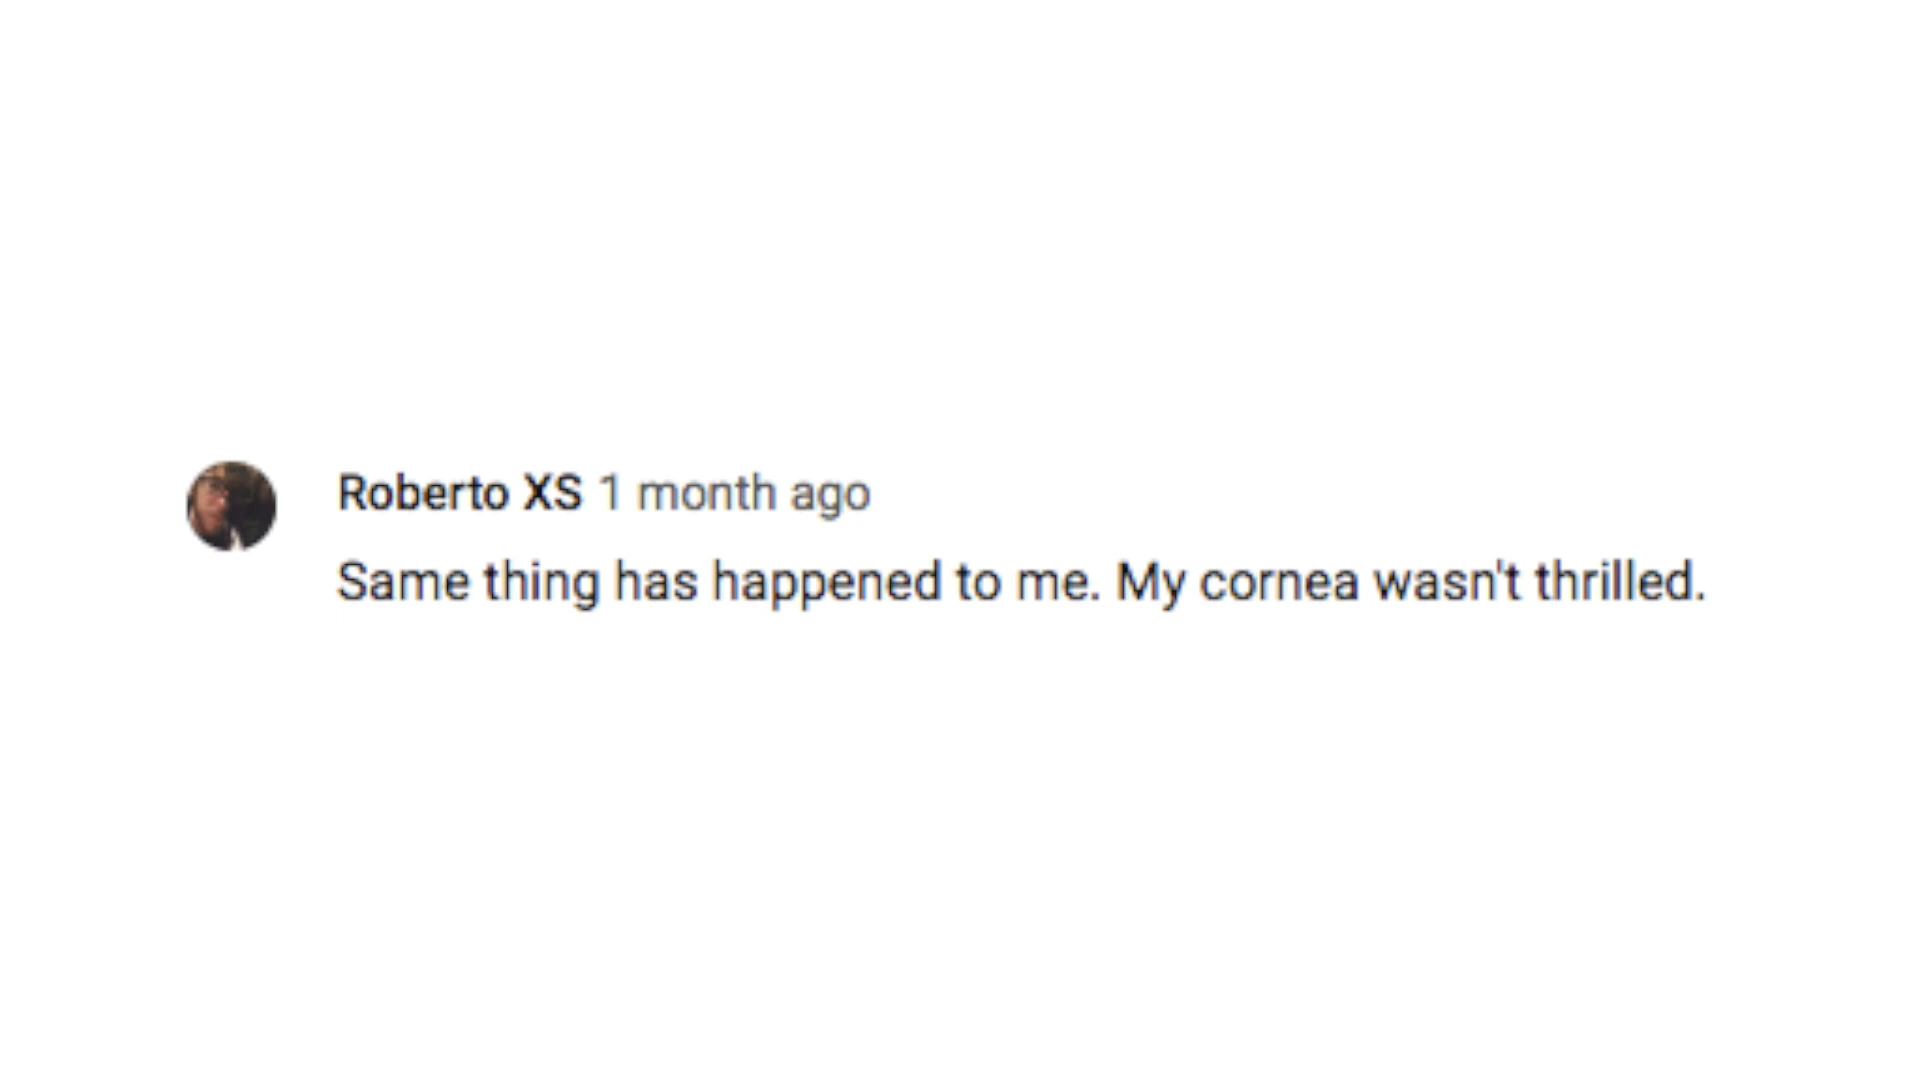 Roberto XS 1 month ago
Same thing has happened to me. My cornea wasn't thrilled.